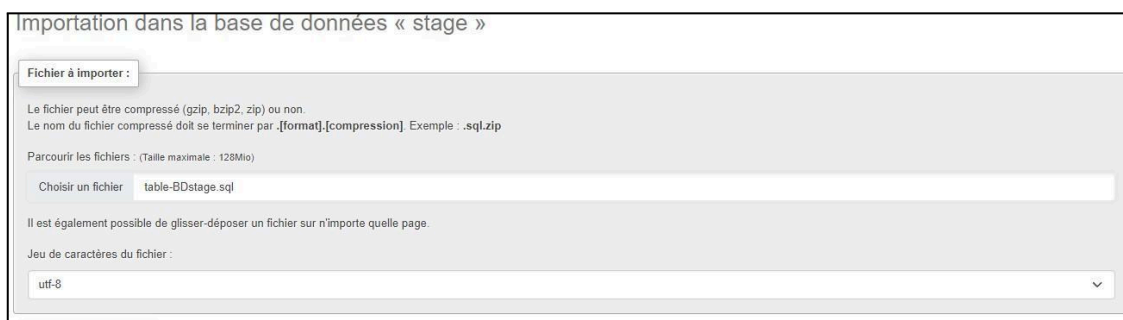 Importation dans la base de données « stage »
Fichier à importer :
Le fichier peut être compressé (gzip, bzip2, zip) ou non.
Le nom du fichier compressé doit se terminer par .[format].[compression]. Exemple : .sql.zip
Parcourir les fichiers : (Taille maximale : 128Mio)
Choisir un fichier table-BDstage.sql
Il est également possible de glisser-déposer un fichier sur n'importe quelle page.
Jeu de caractères du fichier :
utf-8